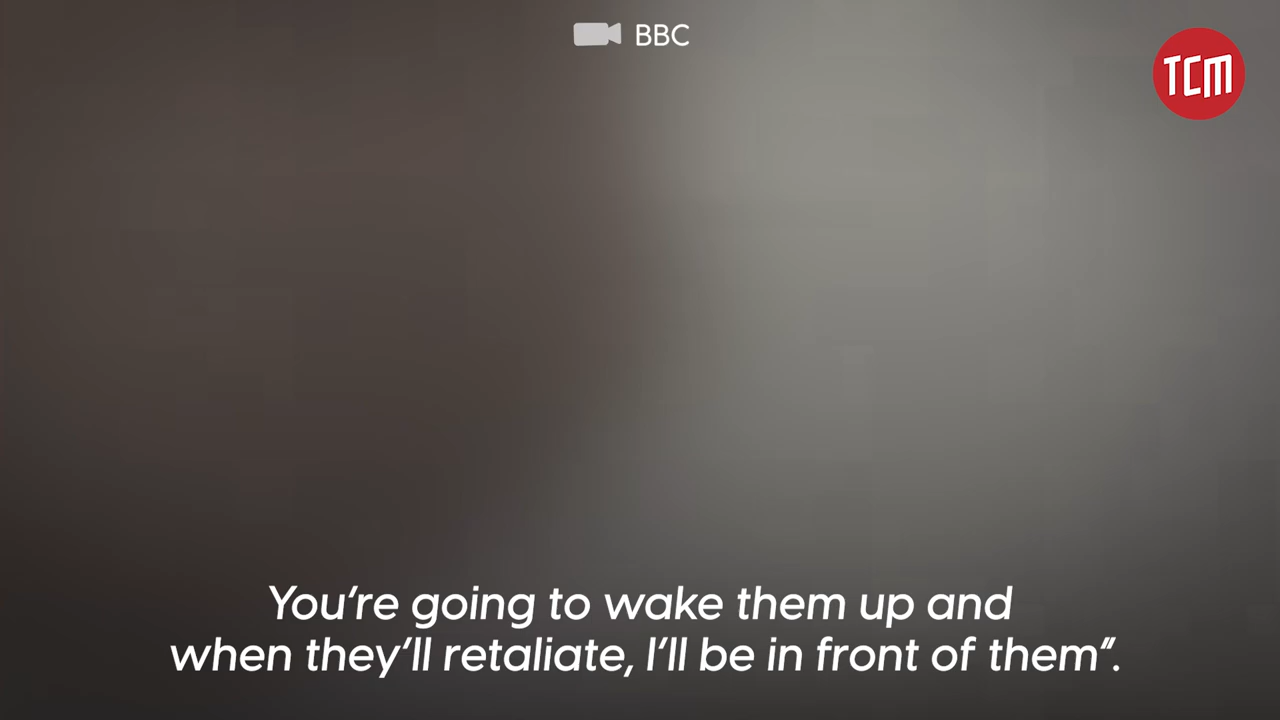 BBC
TCM
You're going to wake them up and
when they'll retaliate, I'll be in front of them“.